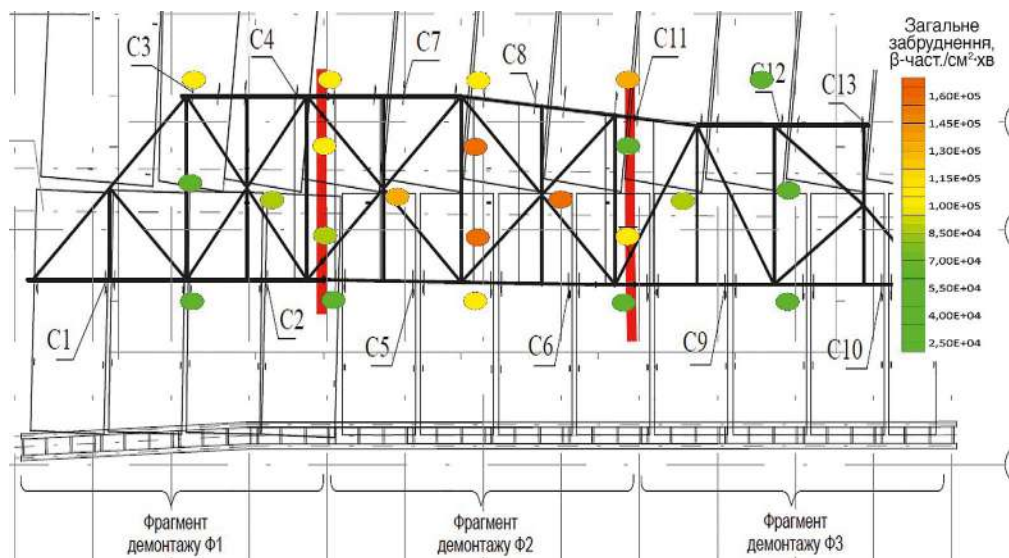 Загальне
забруднення,
β-част./см²·хв
C3
C4
C7
C8
C11
C12
C13
1,60E+05
1,45E+05
1,30E+05
1,15E+05
1,00E+05
8,50E+04
7,00E+04
5,50E+04
4,00E+04
2,50E+04
C1
C2
C5
C6
C9
C10
Фрагмент
демонтажу Ф1
Фрагмент
демонтажу Ф2
Фрагмент
демонтажу Ф3